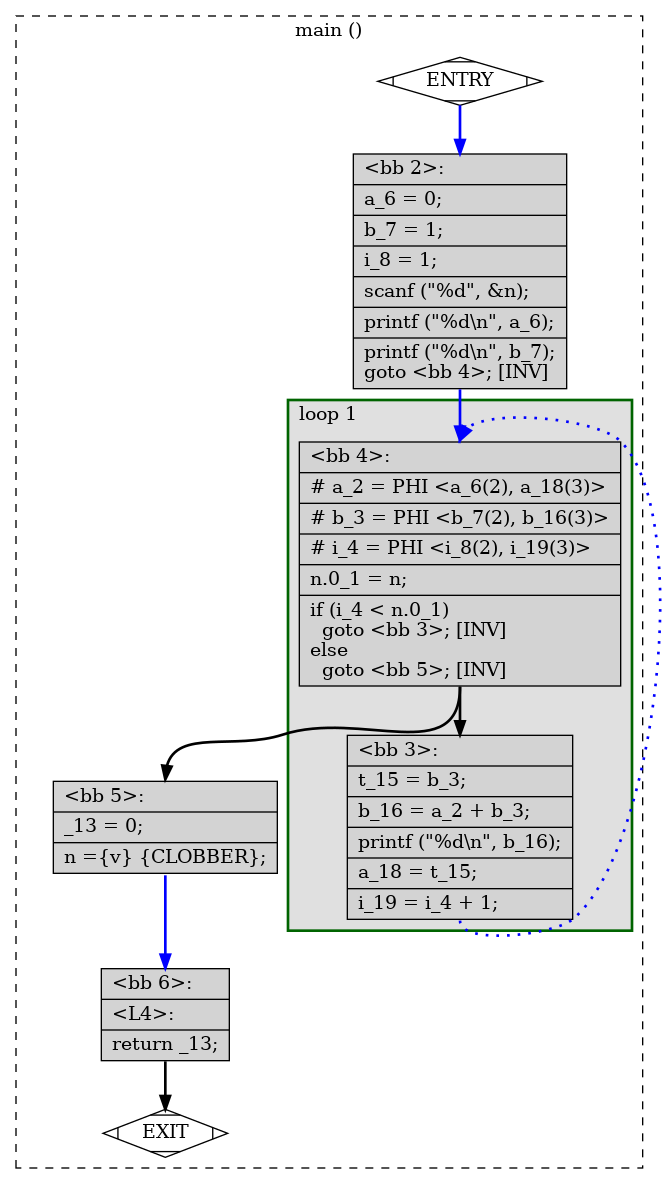 main ()
ENTRY
<bb 2>:
a_6 = 0;
b_7 = 1;
i_8 = 1;
scanf ("%d", &n);
printf ("%d\n", a_6);
printf ("%d\n", b_7);
goto <bb 4>; [INV]
loop 1
<bb 4>:
# a_2 = PHI <a_6(2), a_18(3)>
# b_3 = PHI <b_7(2), b_16(3)>
# i_4 = PHI <i_8(2), i_19(3)>
n.0_1 = n;
if (i_4 < n.0_1)
  goto <bb 3>; [INV]
else
  goto <bb 5>; [INV]
<bb 3>:
t_15 = b_3;
b_16 = a_2 + b_3;
printf ("%d\n", b_16);
a_18 = t_15;
i_19 = i_4 + 1;
<bb 5>:
_13 = 0;
n ={v} {CLOBBER};
<bb 6>:
<L4>:
return _13;
EXIT